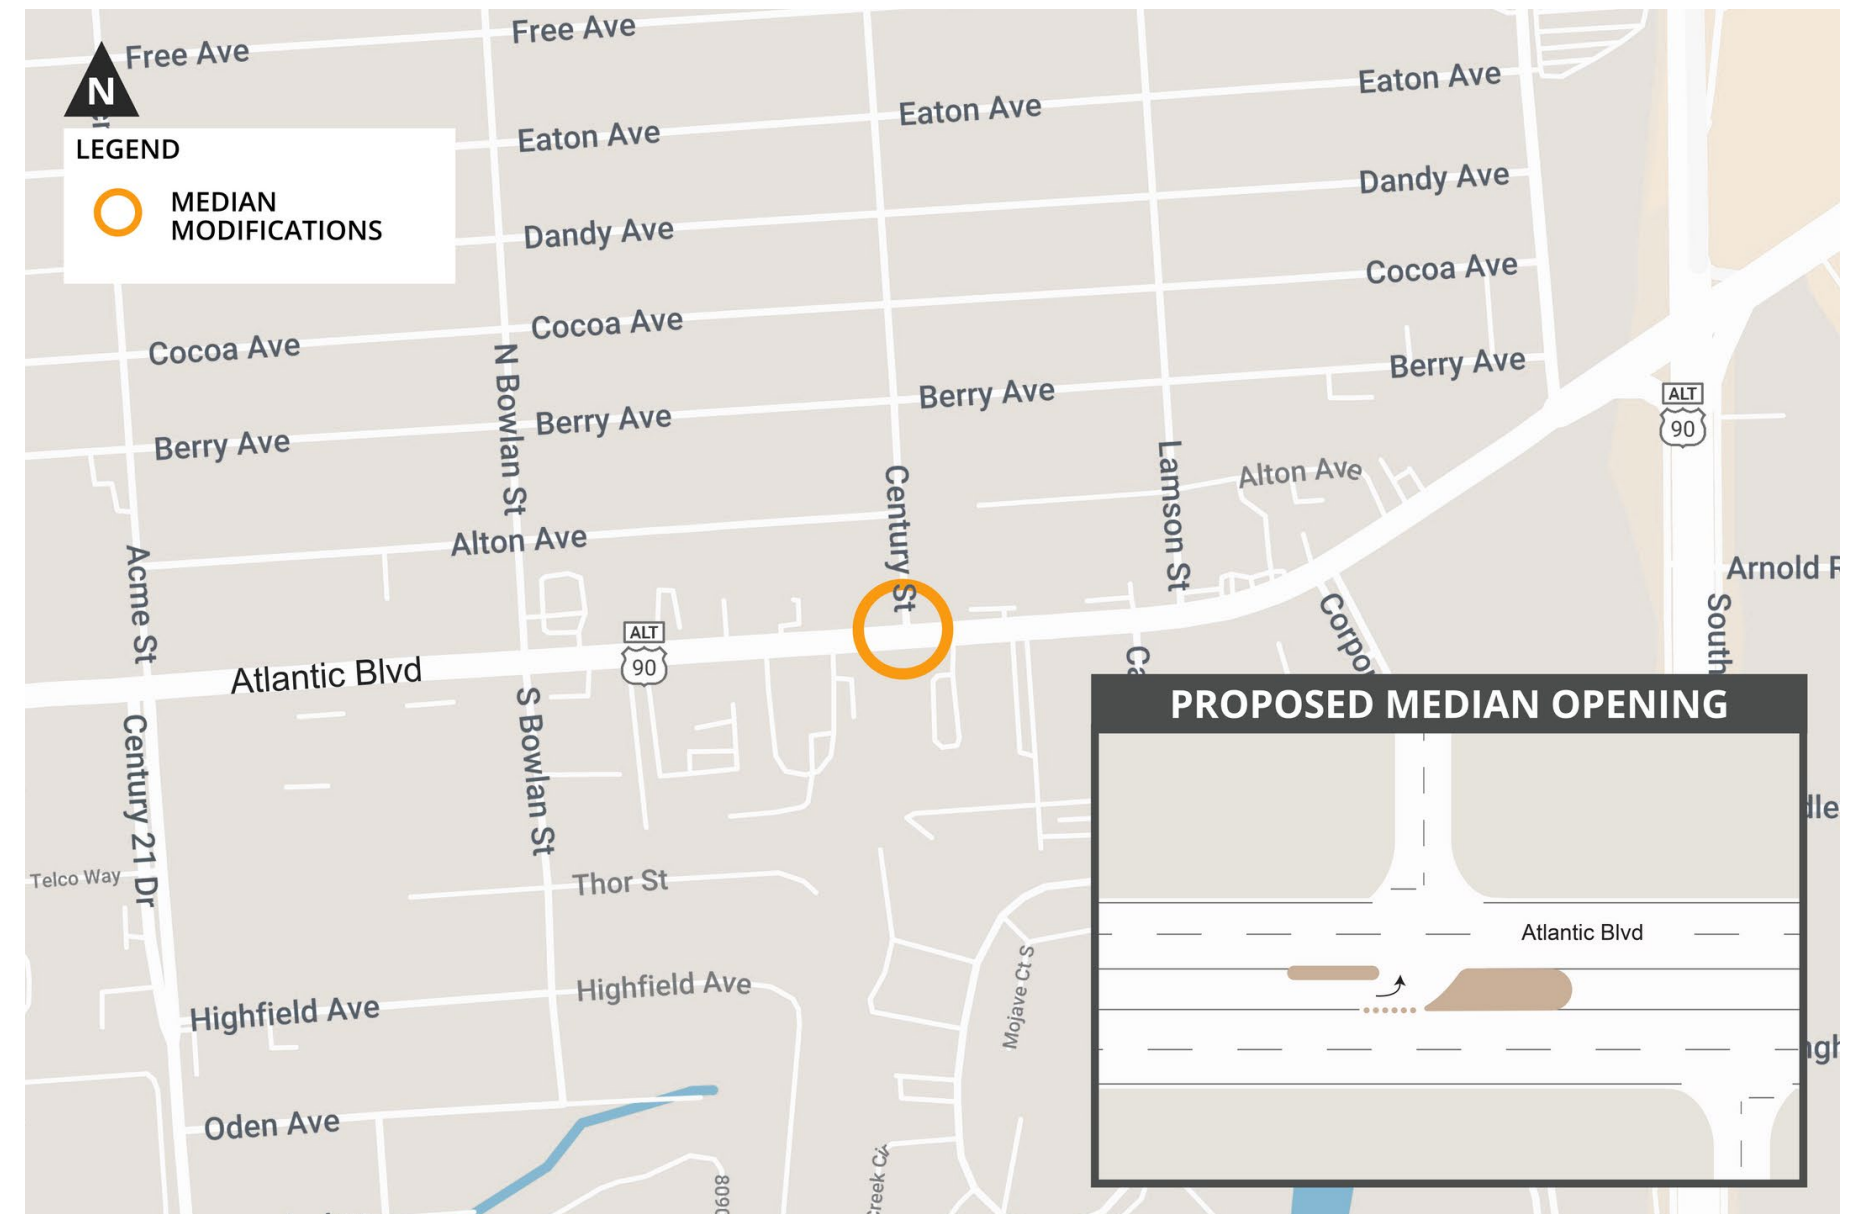 Free Ave
Free Ave
N
LEGEND
MEDIAN
MODIFICATIONS
Eaton Ave
Eaton Ave
Eaton Ave
Dandy Ave
Dandy Ave
Cocoa Ave
Cocoa Ave
Cocoa Ave
Berry Ave
Berry Ave
Berry Ave
Berry Ave
N Bowlan St
ALT
90
Alton Ave
Alton Ave
Century St
Lamson St
Acme St
Arnold
ALT
90
Atlantic Blvd
South
S Bowlan St
Century 21 Dr
Telco Way
Thor St
Highfield Ave
Highfield Ave
Mojave Ct S
Oden Ave
PROPOSED MEDIAN OPENING
Atlantic Blvd